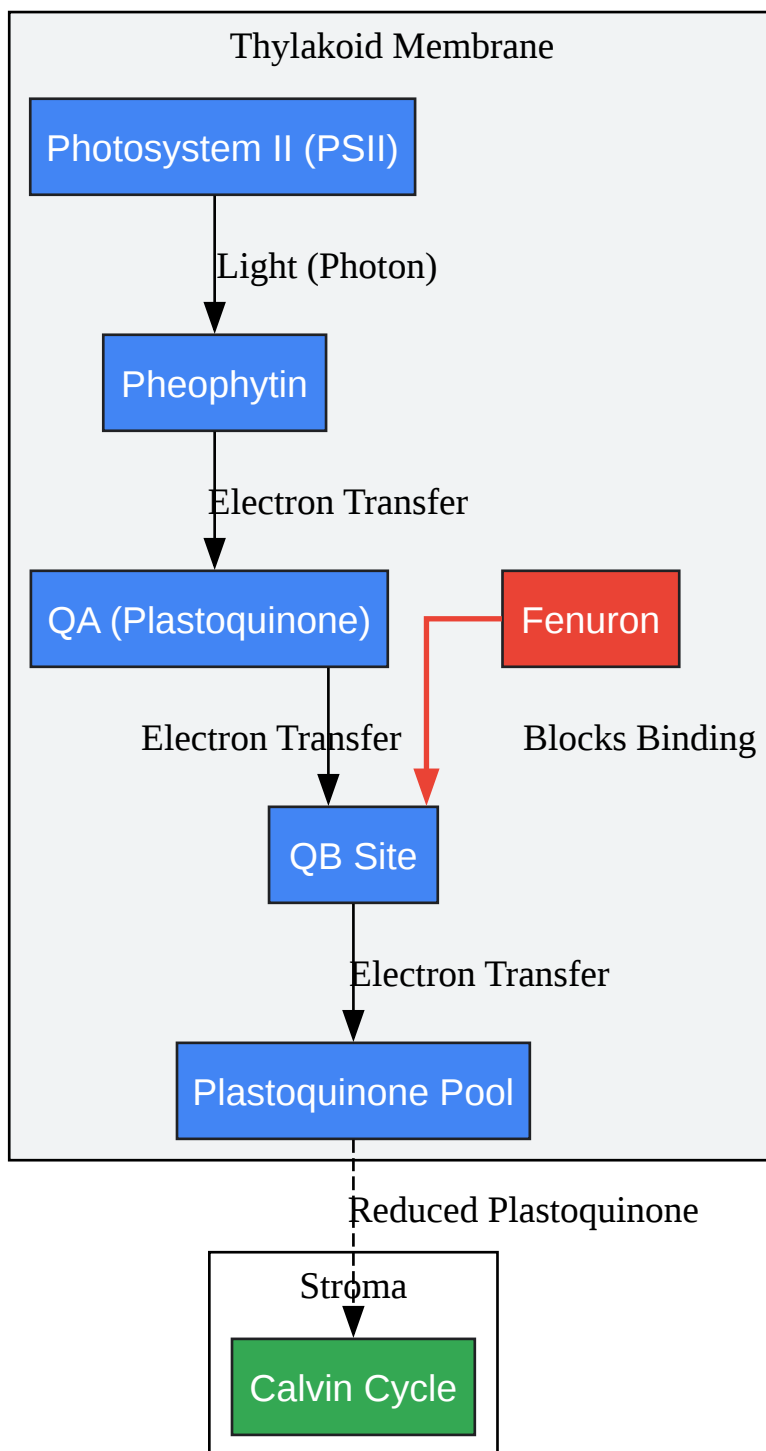 Thylakoid Membrane
Photosystem II (PSII)
Light (Photon)
Pheophytin
Electron Transfer
QA (Plastoquinone)
Fenuron
Electron Transfer
Blocks Binding
QB Site
Electron Transfer
Plastoquinone Pool
Reduced Plastoquinone
Stroma
Calvin Cycle